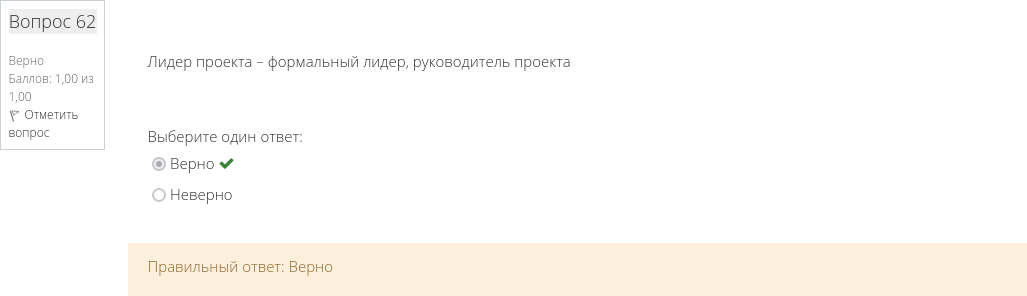 Вопрос 62
Верно
Баллов: 1,00 из
1,00
Отметить
вопрос
Лидер проекта – формальный лидер, руководитель проекта
Выберите один ответ:
Верно
Неверно
Правильный ответ: Верно